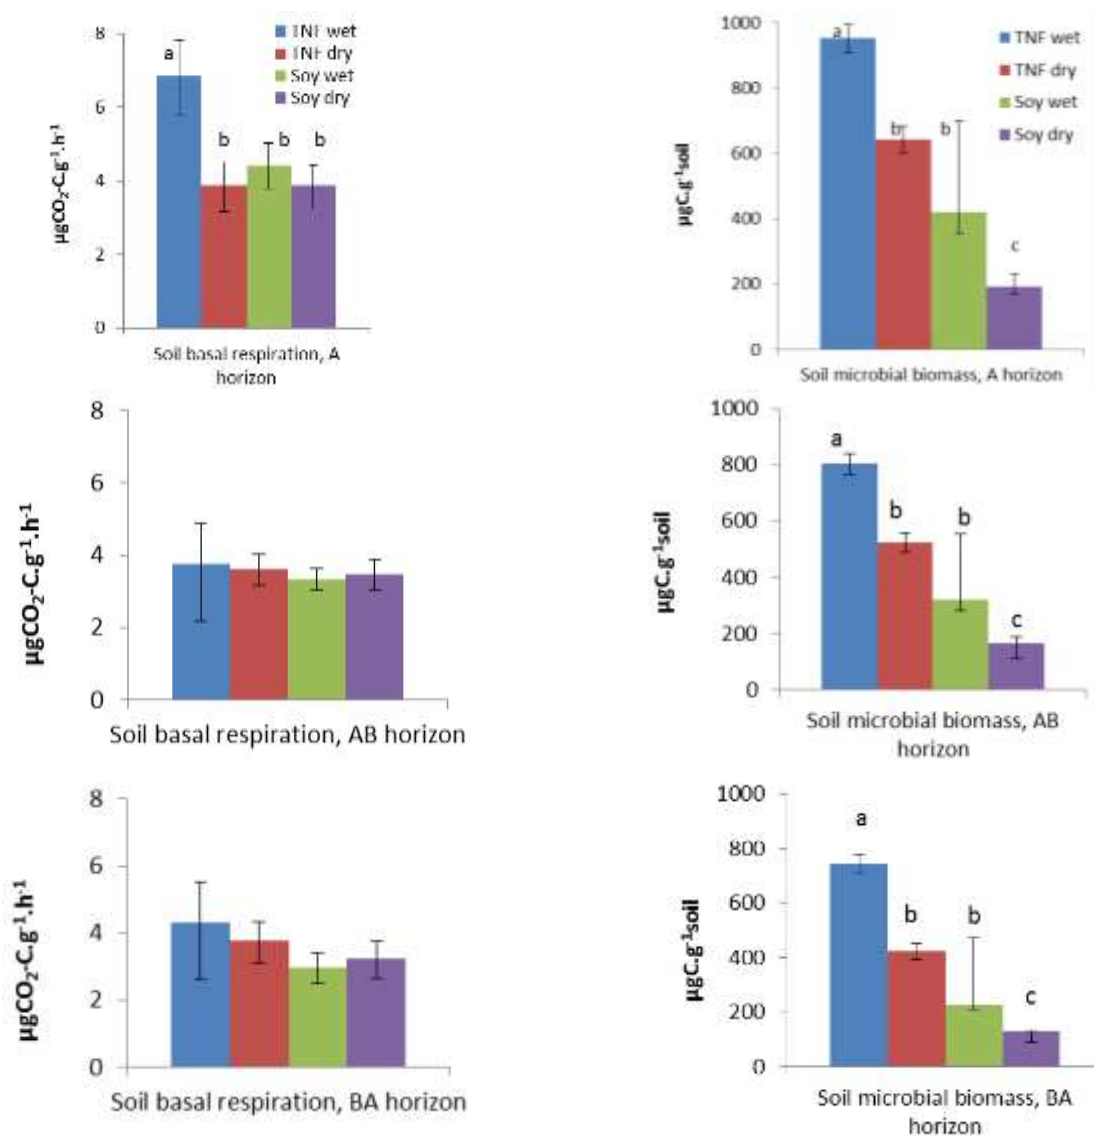 8
6
4
2
0
µgCO₂-C.g⁻¹.h⁻¹
a
b
b
b
TNF wet
TNF dry
Soy wet
Soy dry
Soil basal respiration, A
horizon
1000
800
600
400
200
0
µgC.g⁻¹soil
a
b
b
c
TNF wet
TNF dry
Soy wet
Soy dry
Soil microbial biomass, A horizon
8
6
4
2
0
µgCO₂-C.g⁻¹.h⁻¹
Soil basal respiration, AB horizon
1000
800
600
400
200
0
µgC.g⁻¹soil
a
b
b
c
Soil microbial biomass, AB
horizon
8
6
4
2
0
µgCO₂-C.g⁻¹.h⁻¹
Soil basal respiration, BA horizon
1000
800
600
400
200
0
µgC.g⁻¹soil
a
b
b
c
Soil microbial biomass, BA
horizon